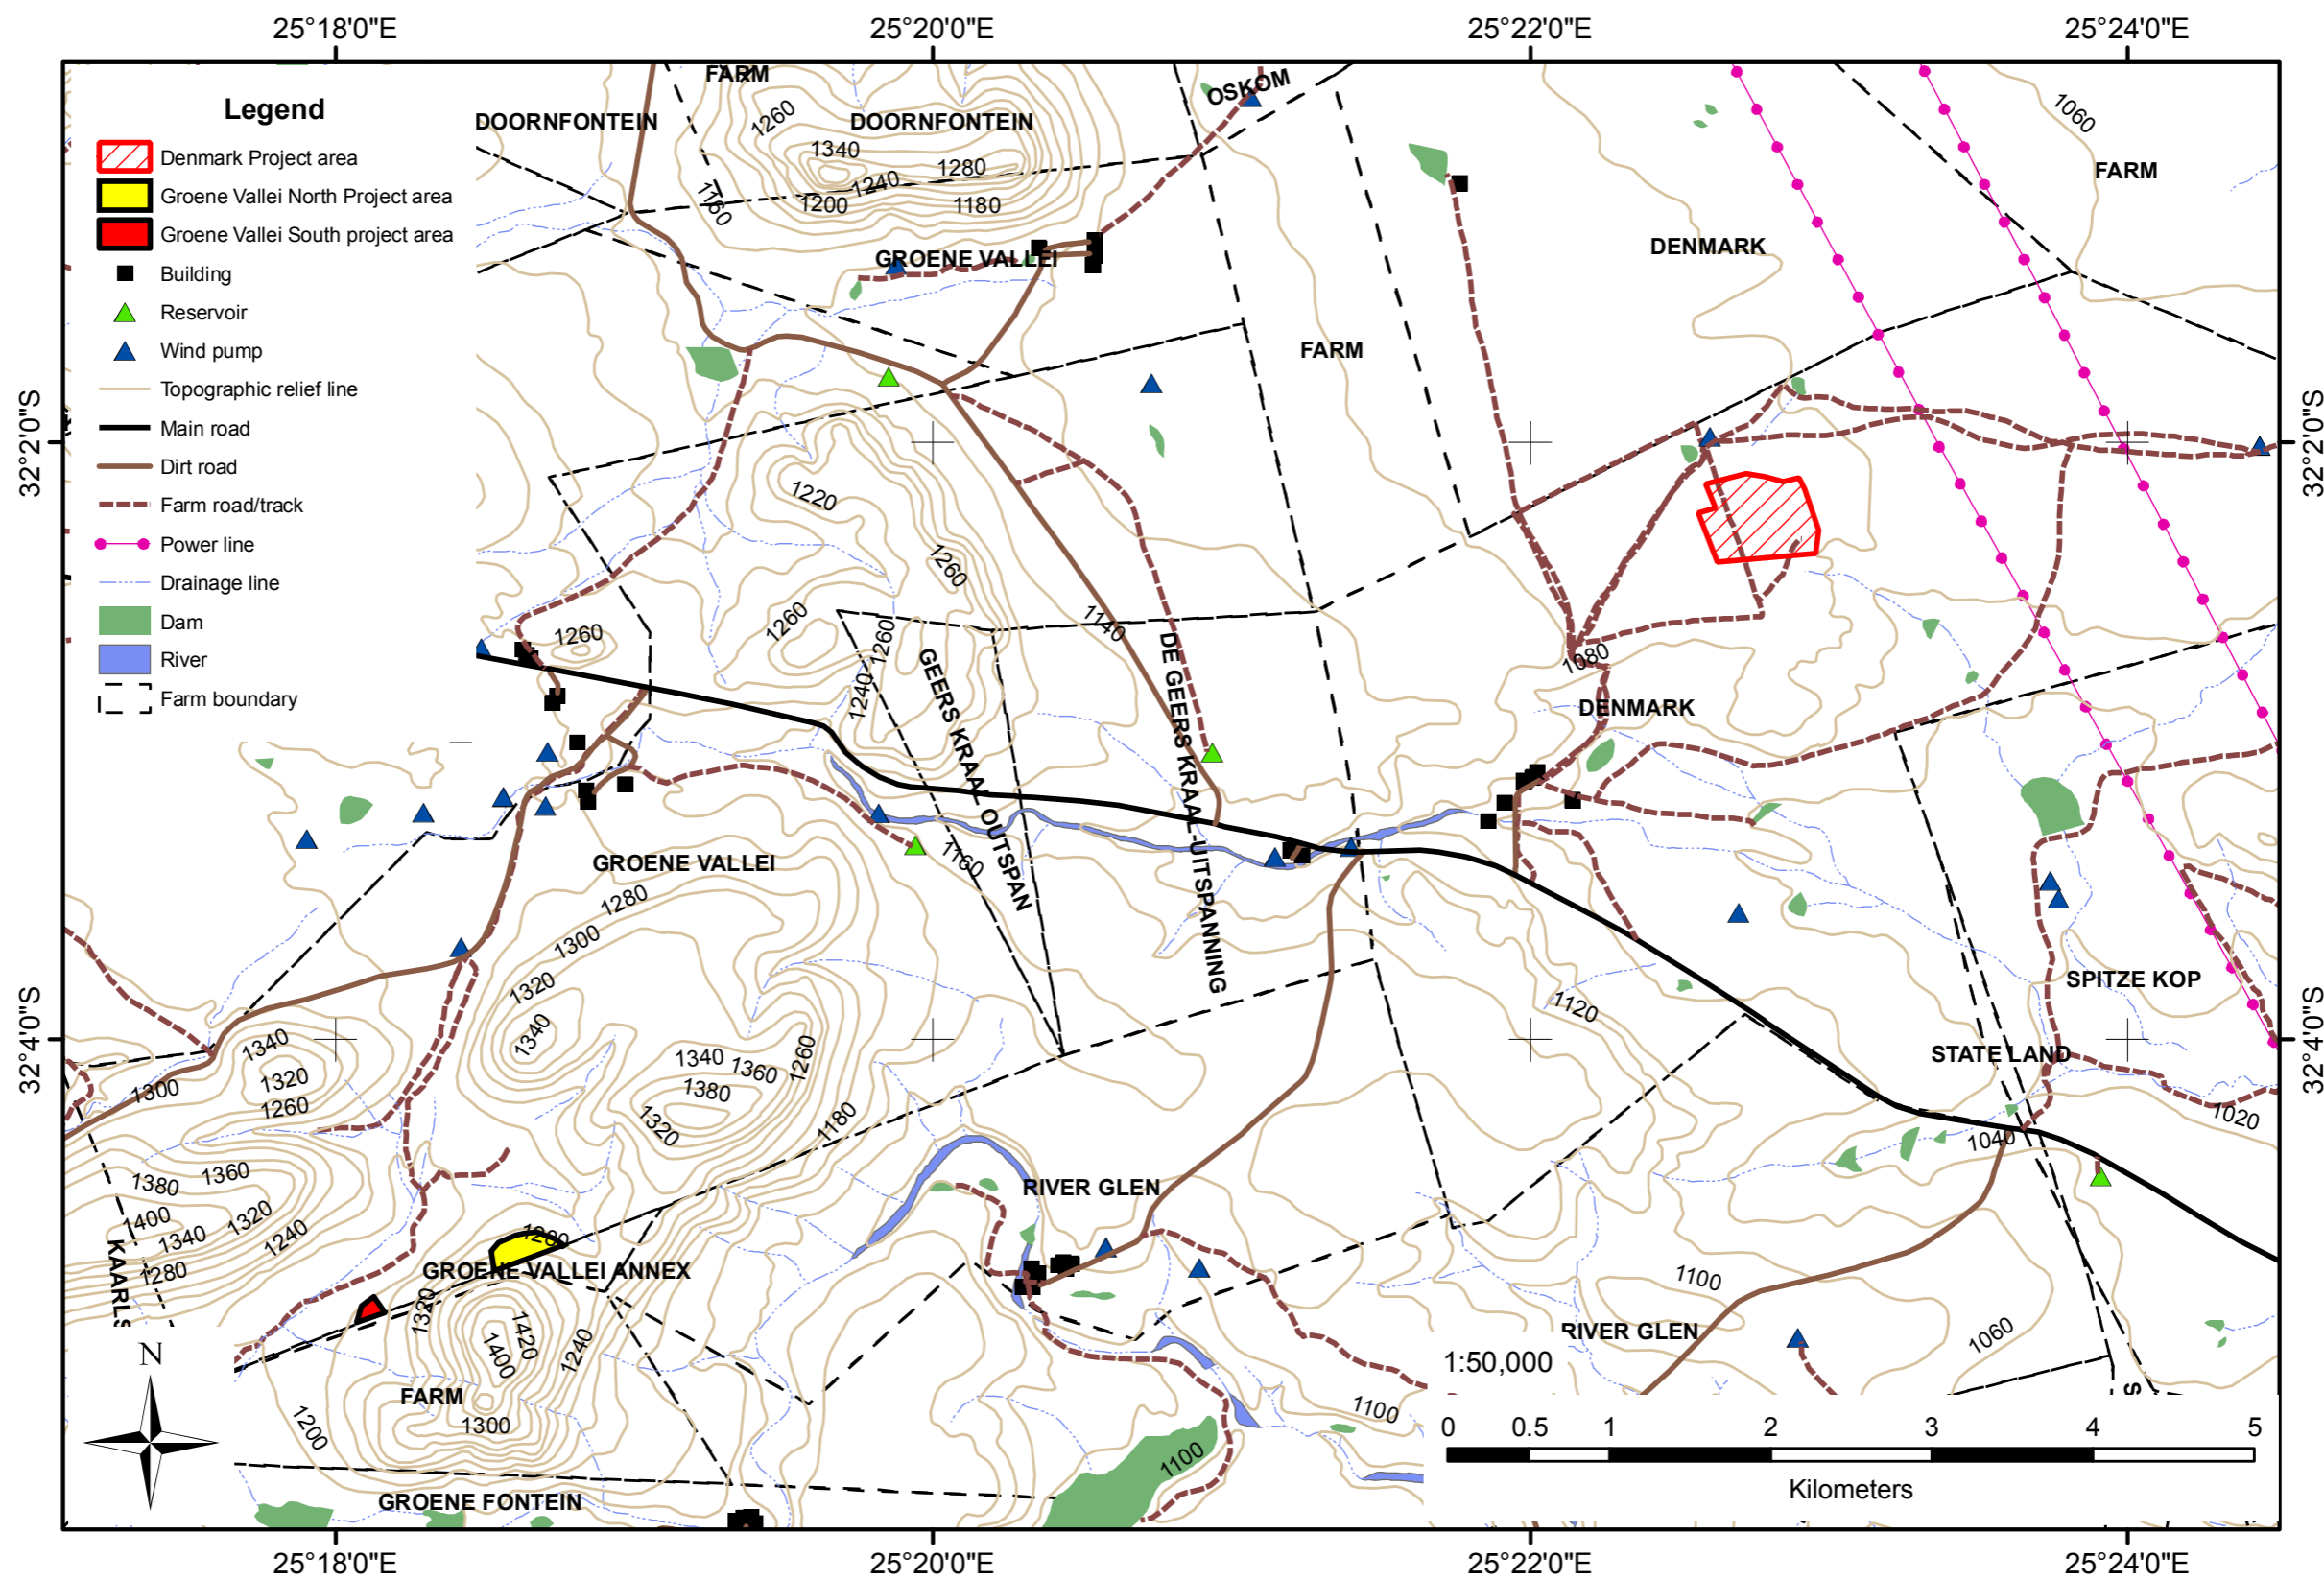 25°18'0"E
25°20'0"E
25°22'0"E
25°24'0"E
32°2'0"S
32°4'0"S
32°2'0"S
32°4'0"S
Legend
Denmark Project area
Groene Vallei North Project area
Groene Vallei South project area
Building
Reservoir
Wind pump
Topographic relief line
Main road
Dirt road
Farm road/track
Power line
Drainage line
Dam
River
Farm boundary
FARM
OSKOM
DOORNFONTEIN
DOORNFONTEIN
1260
1340
1280
1240
1200
1180
1160
1060
FARM
DENMARK
GROENE VALLEI
FARM
1220
1260
1260
1260
1260
1240
1140
GEERS KRAAL OUTSPAN
DE GEERS KRAAL-UITSPANNING
1080
DENMARK
GROENE VALLEI
1160
1280
1300
1320
1340
1340
1360
1380
1320
1260
1180
1120
SPITZE KOP
STATE LAND
1020
1040
1340
1300
1320
1260
1380
1360
1400
1320
1340
1240
1280
KAARLS
1280
GROENE VALLEI ANNEX
1320
1420
1400
1240
FARM
1300
1200
GROENE FONTEIN
RIVER GLEN
1100
RIVER GLEN
1060
1100
1100
S
N
1:50,000
0 0.5 1 2 3 4 5
Kilometers
25°18'0"E
25°20'0"E
25°22'0"E
25°24'0"E